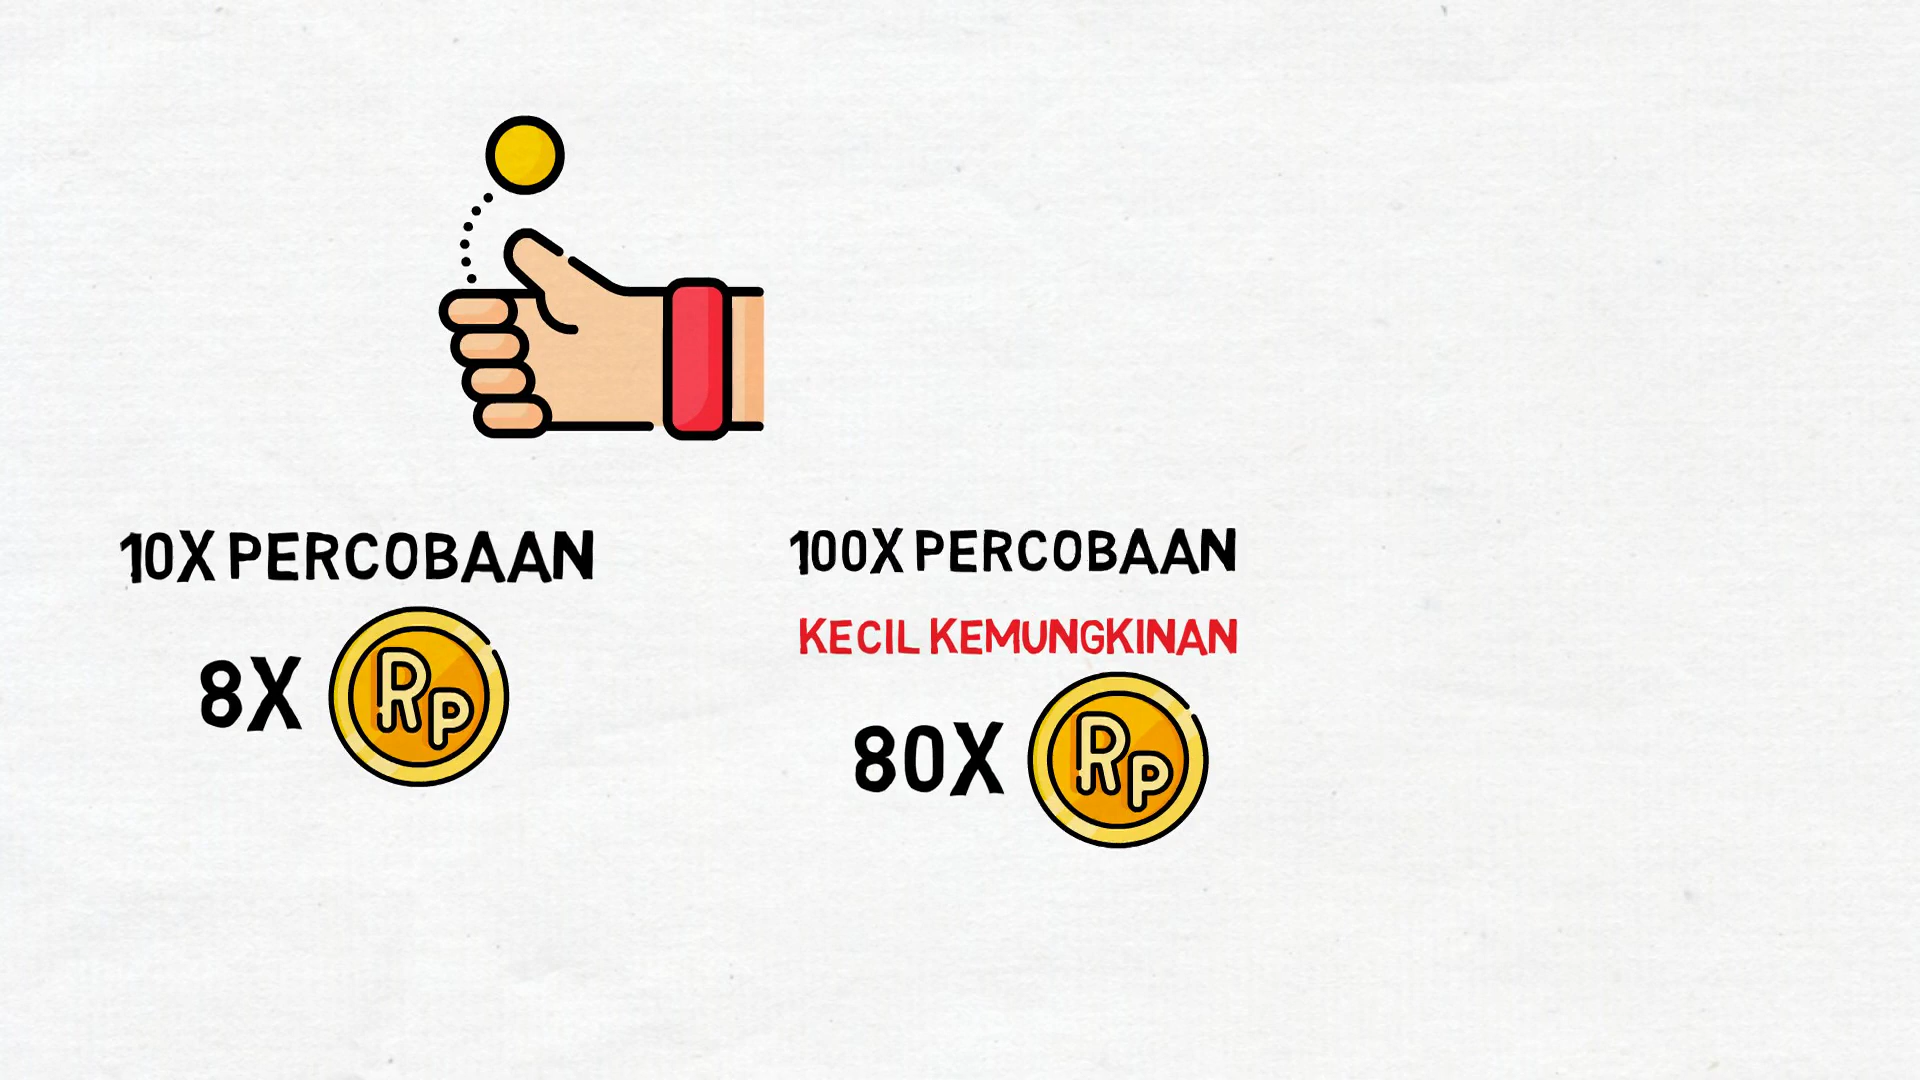 10X PERCOBAAN
8X
Rp
100X PERCOBAAN
KECIL KEMUNGKINAN
80X
Rp